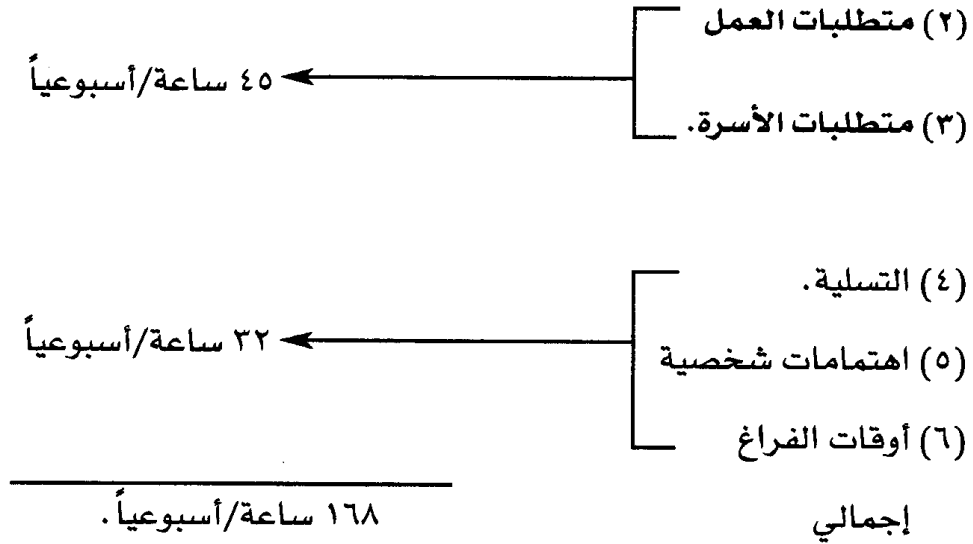 (٢) متطلبات العمل
٤٥ ساعة/أسبوعياً
(٣) متطلبات الأسرة.
(٤) التسلية.
٣٢ ساعة/أسبوعياً
(٥) اهتمامات شخصية
(٦) أوقات الفراغ
إجمالي ١٦٨ ساعة/أسبوعياً.